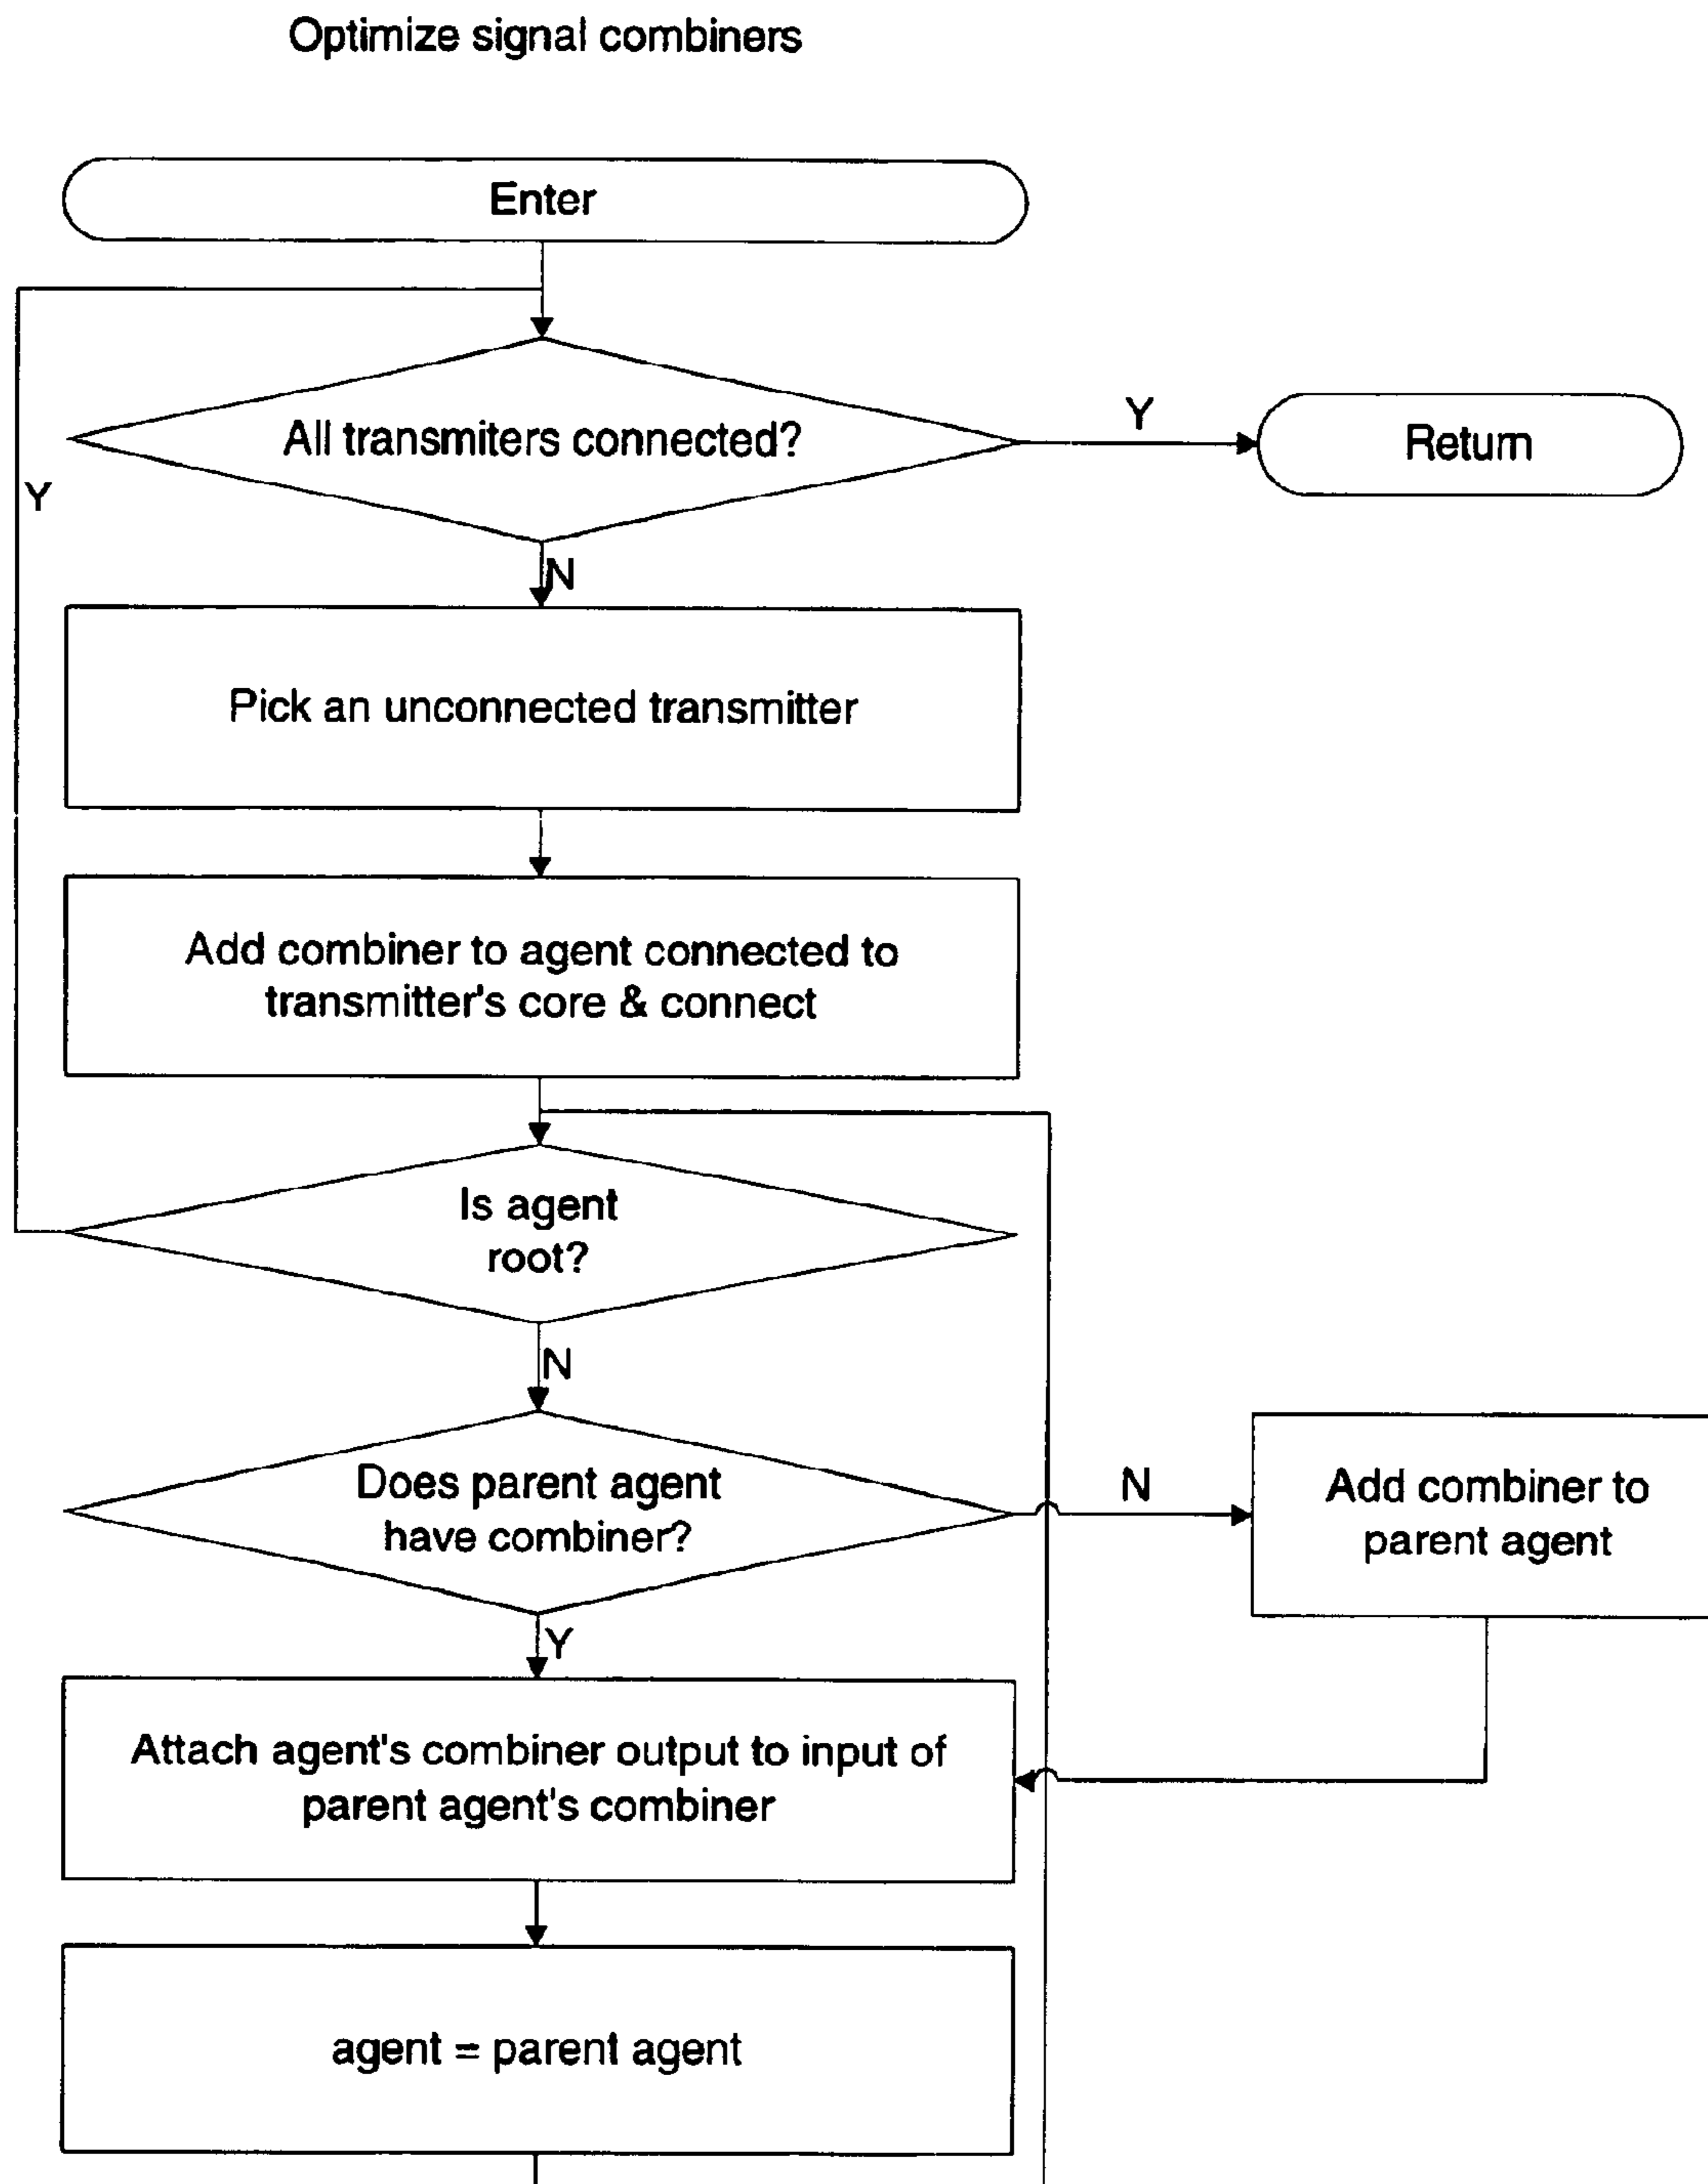 Optimize signal combiners
Enter
All transmiters connected?
Y
Return
Y
N
Pick an unconnected transmitter
Add combiner to agent connected to
transmitter's core & connect
Is agent
root?
N
Does parent agent
have combiner?
N
Add combiner to
parent agent
Y
Attach agent's combiner output to input of
parent agent's combiner
agent = parent agent